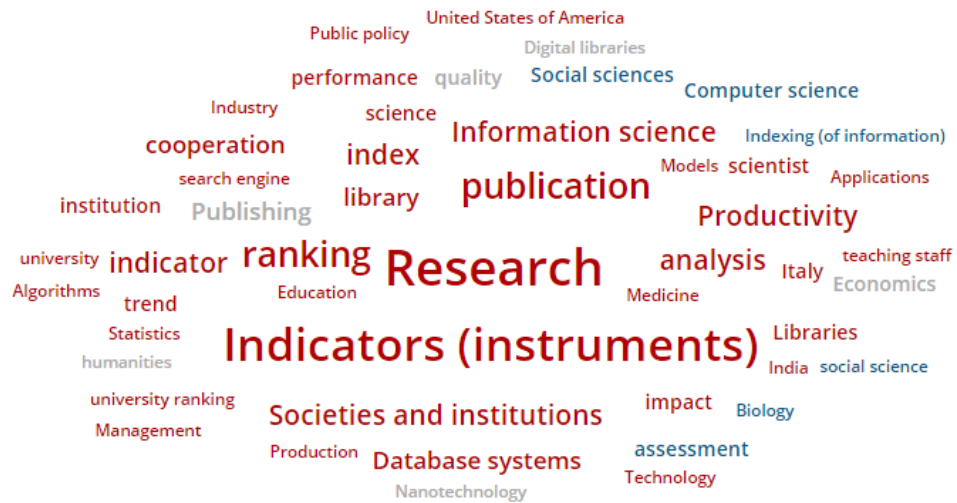 United States of America
Public policy
Digital libraries
performance quality Social sciences
Computer science
Industry science
Information science Indexing (of information)
cooperation index
Models scientist Applications
search engine library publication
institution Publishing Productivity
university indicator ranking Research analysis Italy teaching staff
Algorithms Education Medicine Economics
trend
Statistics Indicators (instruments) Libraries
humanities India social science
university ranking Societies and institutions impact Biology
Management
Production Database systems assessment
Technology
Nanotechnology